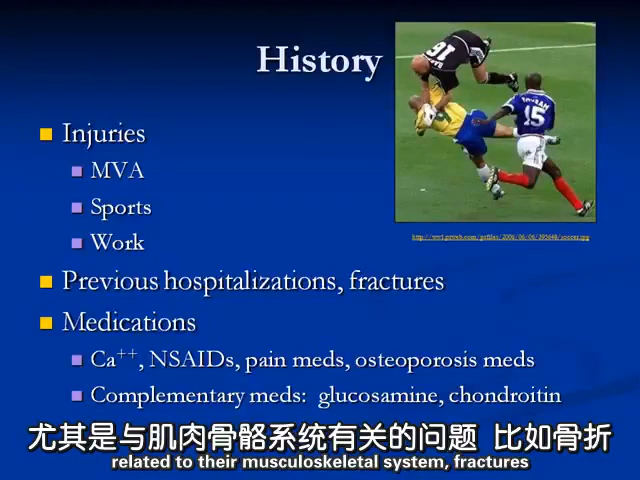 History
16
THURAM
15
Injuries
MVA
Sports
Work
Previous hospitalizations, fractures
Medications
Ca++, NSAIDs, pain meds, osteoporosis meds
Complementary meds: glucosamine, chondroitin
尤其是与肌肉骨骼系统有关的问题 比如骨折
related to their musculoskeletal system, fractures